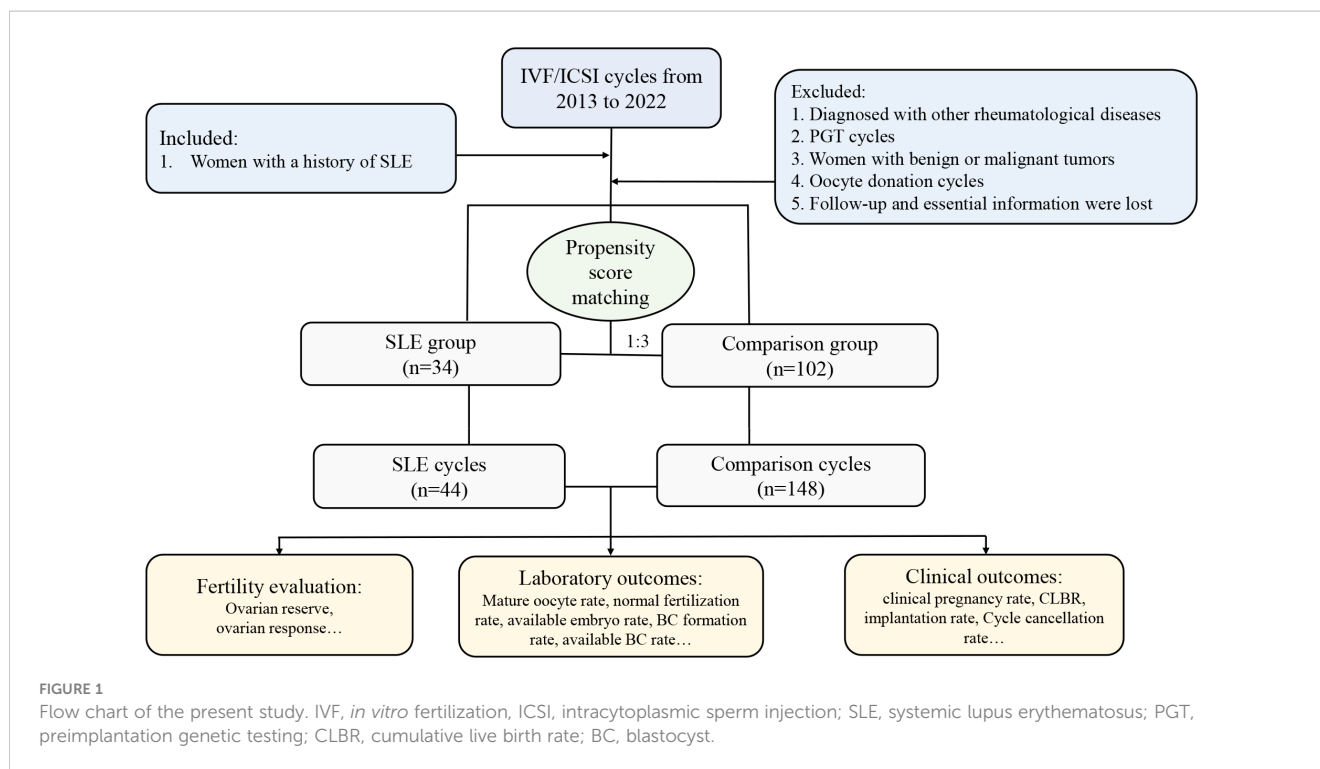 IVF/ICSI cycles from
2013 to 2022
Included:
1. Women with a history of SLE
Excluded:
1. Diagnosed with other rheumatological diseases
2. PGT cycles
3. Women with benign or malignant tumors
4. Oocyte donation cycles
5. Follow-up and essential information were lost
Propensity
score
matching
1:3
SLE group
(n=34)
Comparison group
(n=102)
SLE cycles
(n=44)
Comparison cycles
(n=148)
Fertility evaluation:
Ovarian reserve,
ovarian response…
Laboratory outcomes:
Mature oocyte rate, normal fertilization
rate, available embryo rate, BC formation
rate, available BC rate…
Clinical outcomes:
clinical pregnancy rate, CLBR,
implantation rate, Cycle cancellation
rate…
FIGURE 1
Flow chart of the present study. IVF, in vitro fertilization, ICSI, intracytoplasmic sperm injection; SLE, systemic lupus erythematosus; PGT,
preimplantation genetic testing; CLBR, cumulative live birth rate; BC, blastocyst.